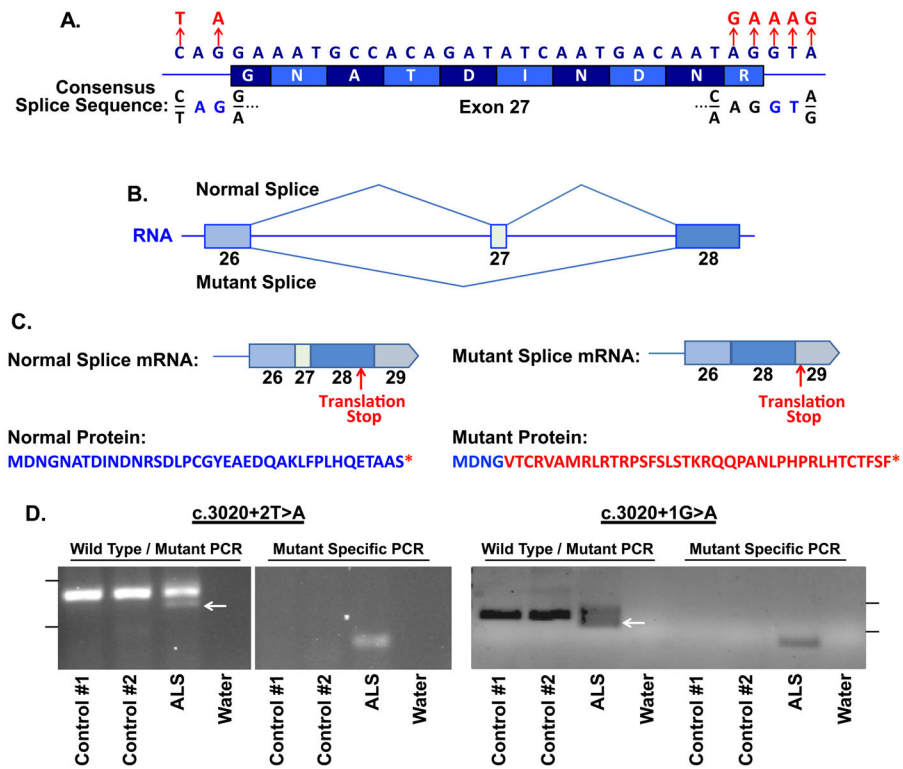 A.
T A G A A A G
C A G G A A A T G C C A C A G A T A T C A A T G A C A A T A G G T A
G N A T D I N D N R
Consensus
Splice Sequence:
C/T A G G/A ... Exon 27 ... C/A A G G T A/G
B.
Normal Splice
RNA
26 27 28
Mutant Splice
C.
Normal Splice mRNA:
26 27 28 29
Translation
Stop
Normal Protein:
MDNGNATDINDNRSDLPCGYEAEDQAKLFPLHQETAAS*
Mutant Splice mRNA:
26 28 29
Translation
Stop
Mutant Protein:
MDNGVTCRVAMRLRTRPSFSLSTKRQQPANLPHPRLHTCTFSF*
D.
c.3020+2T>A
Wild Type / Mutant PCR
Mutant Specific PCR
Control #1
Control #2
ALS
Water
Control #1
Control #2
ALS
Water
c.3020+1G>A
Wild Type / Mutant PCR
Mutant Specific PCR
Control #1
Control #2
ALS
Water
Control #1
Control #2
ALS
Water